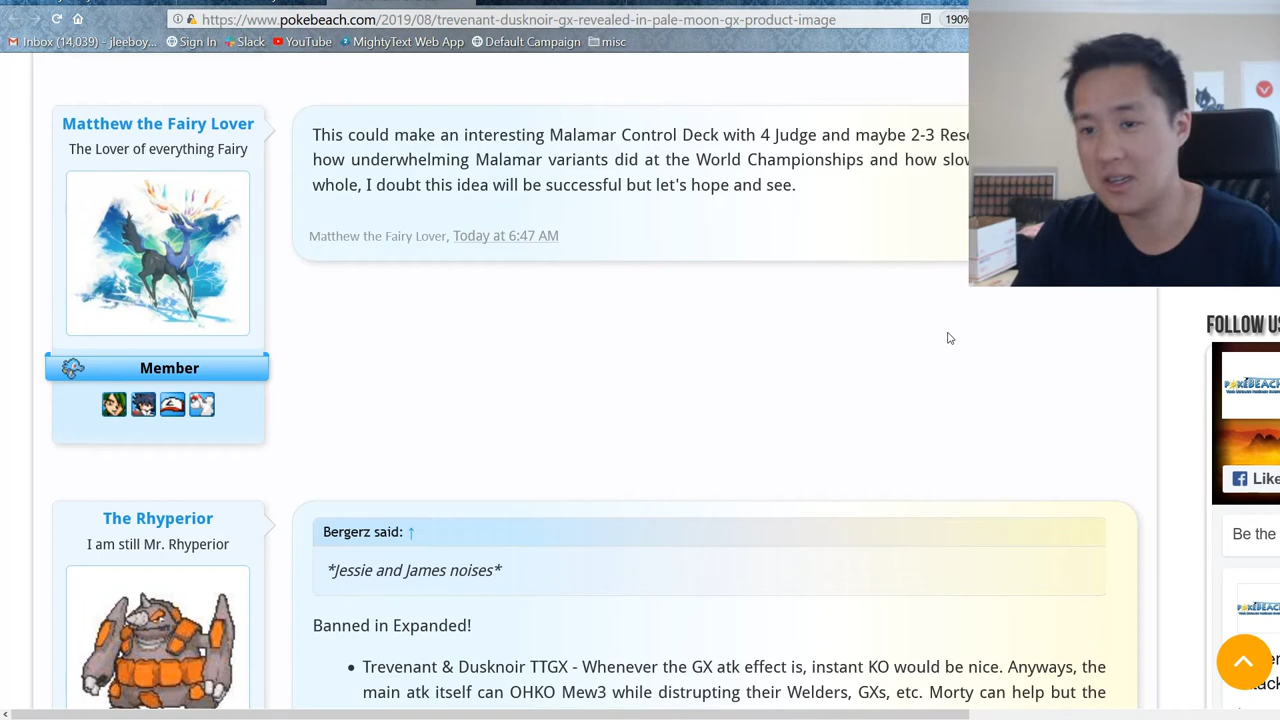 https://www.pokebeach.com/2019/08/trevenant-dusknoir-gx-revealed-in-pale-moon-gx-product-image
190%
Inbox (14,039) - jleeboy... Sign In Slack YouTube MightyText Web App Default Campaign misc
Matthew the Fairy Lover
The Lover of everything Fairy
This could make an interesting Malamar Control Deck with 4 Judge and maybe 2-3
how underwhelming Malamar variants did at the World Championships and how
whole, I doubt this idea will be successful but let's hope and see.
Matthew the Fairy Lover, Today at 6:47 AM
Member
FOLLOW
The Rhyperior
I am still Mr. Rhyperior
Bergerz said: ↑
*Jessie and James noises*
Banned in Expanded!
• Trevenant & Dusknoir TTGX - Whenever the GX atk effect is, instant KO would be nice. Anyways, the
main atk itself can OHKO Mew3 while distrupting their Welders, GXs, etc. Morty can help but the
POKÉBEACH
Like
Be the